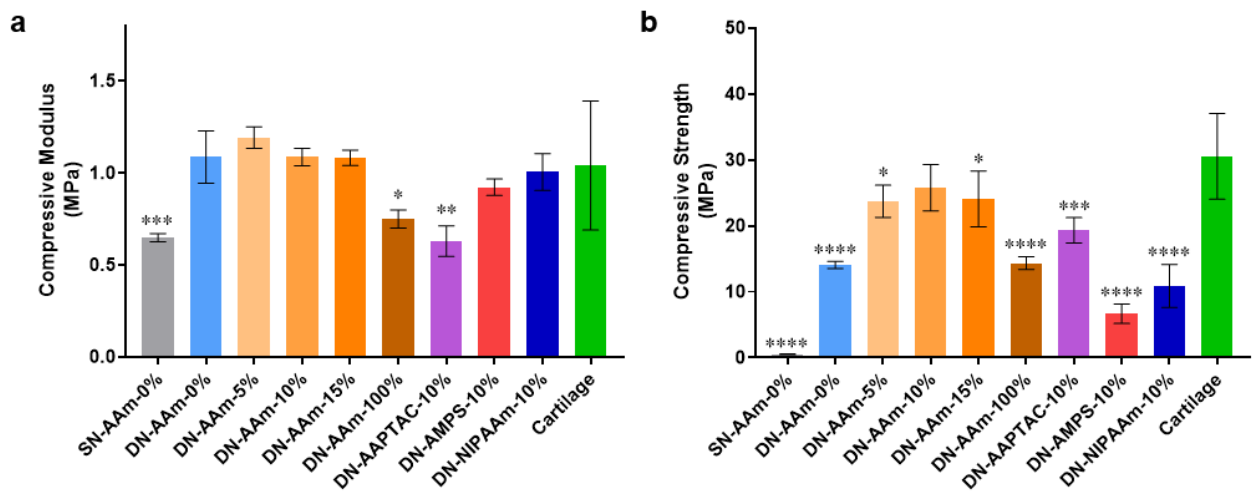 a
Compressive Modulus
(MPa)
1.5
1.0
0.5
0.0
***
*
**
SN-AAm-0%
DN-AAm-0%
DN-AAm-5%
DN-AAm-10%
DN-AAm-15%
DN-AAm-100%
DN-AAPTAC-10%
DN-AMPS-10%
DN-NIPAAm-10%
Cartilage
b
Compressive Strength
(MPa)
50
40
30
20
10
0
****
****
*
*
****
***
****
****
SN-AAm-0%
DN-AAm-0%
DN-AAm-5%
DN-AAm-10%
DN-AAm-15%
DN-AAm-100%
DN-AAPTAC-10%
DN-AMPS-10%
DN-NIPAAm-10%
Cartilage